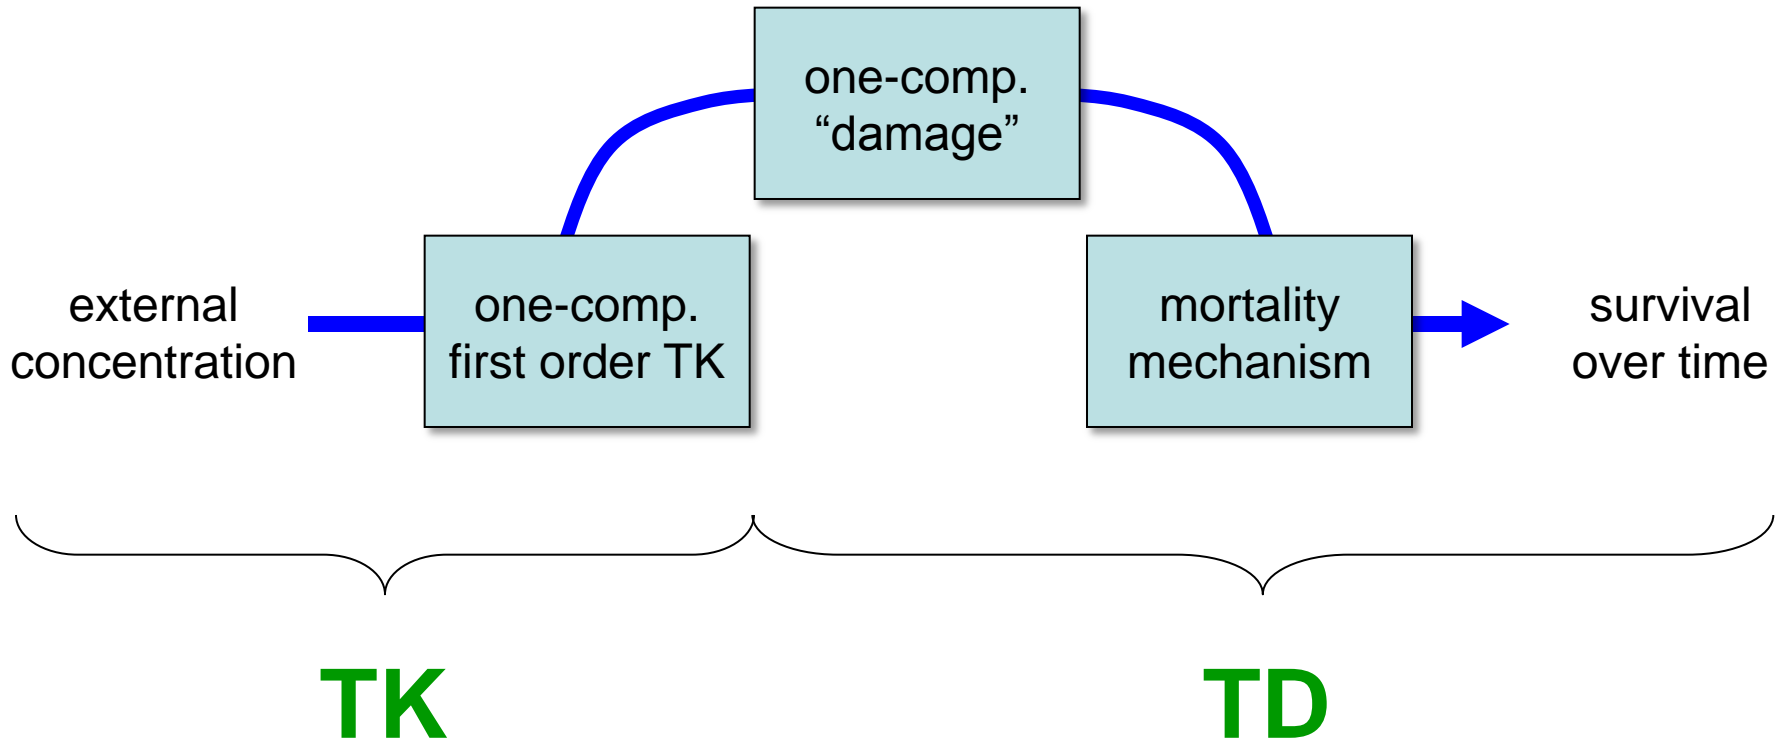 one-comp.
“damage”
external
concentration
one-comp.
first order TK
mortality
mechanism
survival
over time
TK
TD